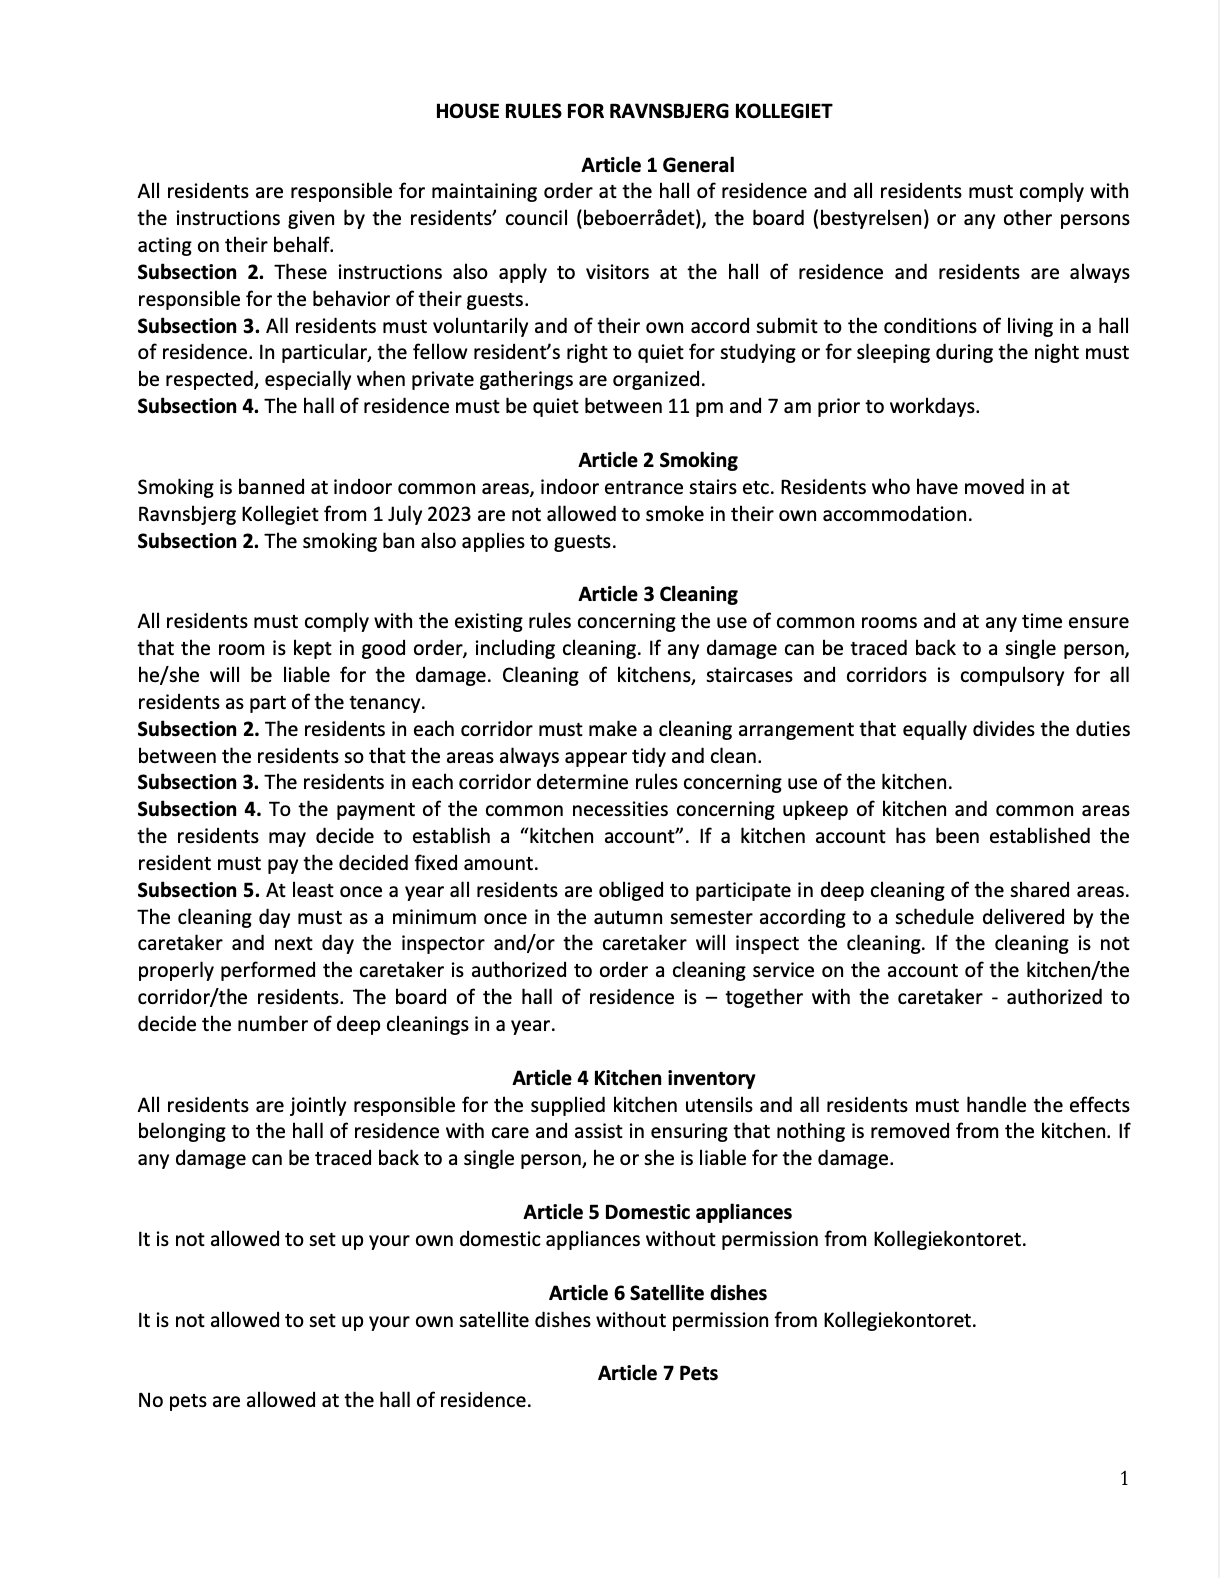 HOUSE RULES FOR RAVNSBJERG KOLLEGIET
Article 1 General
All residents are responsible for maintaining order at the hall of residence and all residents must comply with
the instructions given by the residents’ council (beboerrådet), the board (bestyrelsen) or any other persons
acting on their behalf.
Subsection 2. These instructions also apply to visitors at the hall of residence and residents are always
responsible for the behavior of their guests.
Subsection 3. All residents must voluntarily and of their own accord submit to the conditions of living in a hall
of residence. In particular, the fellow resident’s right to quiet for studying or for sleeping during the night must
be respected, especially when private gatherings are organized.
Subsection 4. The hall of residence must be quiet between 11 pm and 7 am prior to workdays.
Article 2 Smoking
Smoking is banned at indoor common areas, indoor entrance stairs etc. Residents who have moved in at
Ravnsbjerg Kollegiet from 1 July 2023 are not allowed to smoke in their own accommodation.
Subsection 2. The smoking ban also applies to guests.
Article 3 Cleaning
All residents must comply with the existing rules concerning the use of common rooms and at any time ensure
that the room is kept in good order, including cleaning. If any damage can be traced back to a single person,
he/she will be liable for the damage. Cleaning of kitchens, staircases and corridors is compulsory for all
residents as part of the tenancy.
Subsection 2. The residents in each corridor must make a cleaning arrangement that equally divides the duties
between the residents so that the areas always appear tidy and clean.
Subsection 3. The residents in each corridor determine rules concerning use of the kitchen.
Subsection 4. To the payment of the common necessities concerning upkeep of kitchen and common areas
the residents may decide to establish a “kitchen account”. If a kitchen account has been established the
resident must pay the decided fixed amount.
Subsection 5. At least once a year all residents are obliged to participate in deep cleaning of the shared areas.
The cleaning day must as a minimum once in the autumn semester according to a schedule delivered by the
caretaker and next day the inspector and/or the caretaker will inspect the cleaning. If the cleaning is not
properly performed the caretaker is authorized to order a cleaning service on the account of the kitchen/the
corridor/the residents. The board of the hall of residence is – together with the caretaker - authorized to
decide the number of deep cleanings in a year.
Article 4 Kitchen inventory
All residents are jointly responsible for the supplied kitchen utensils and all residents must handle the effects
belonging to the hall of residence with care and assist in ensuring that nothing is removed from the kitchen. If
any damage can be traced back to a single person, he or she is liable for the damage.
Article 5 Domestic appliances
It is not allowed to set up your own domestic appliances without permission from Kollegiekontoret.
Article 6 Satellite dishes
It is not allowed to set up your own satellite dishes without permission from Kollegiekontoret.
Article 7 Pets
No pets are allowed at the hall of residence.
1